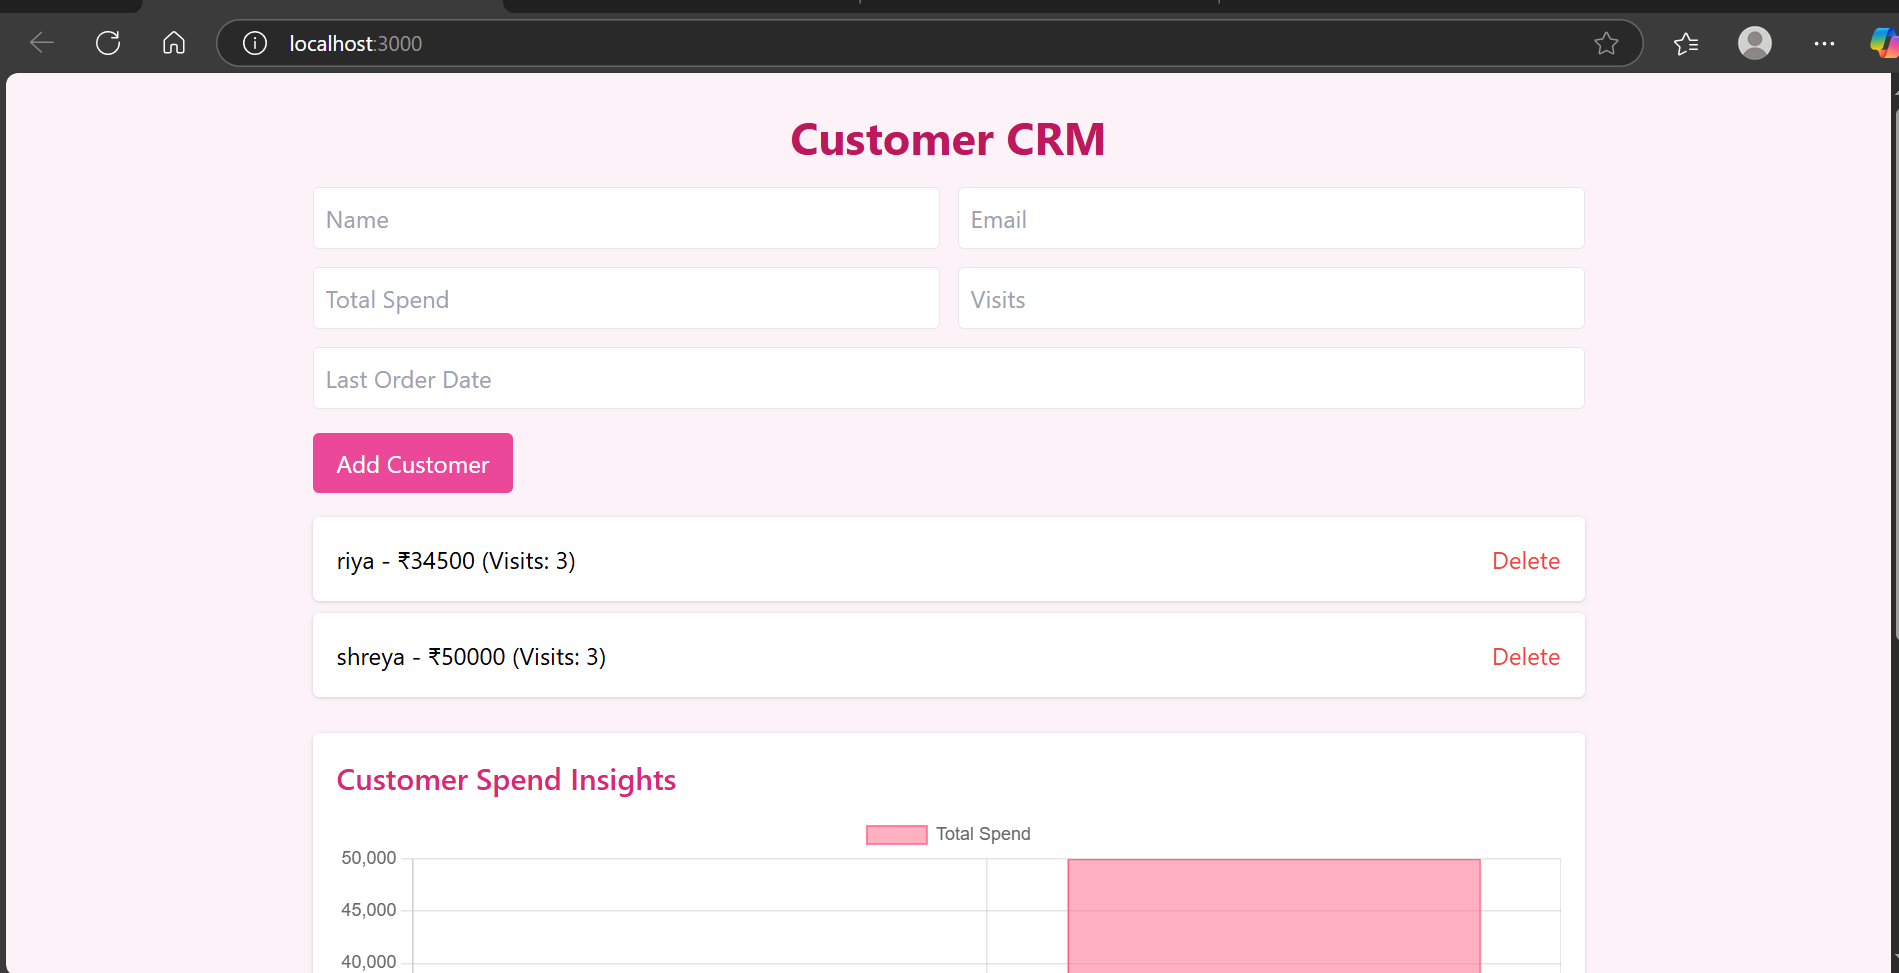 localhost:3000
Customer CRM
Name
Email
Total Spend
Visits
Last Order Date
Add Customer
riya - ₹34500 (Visits: 3)
Delete
shreya - ₹50000 (Visits: 3)
Delete
Customer Spend Insights
Total Spend
50,000
45,000
40,000